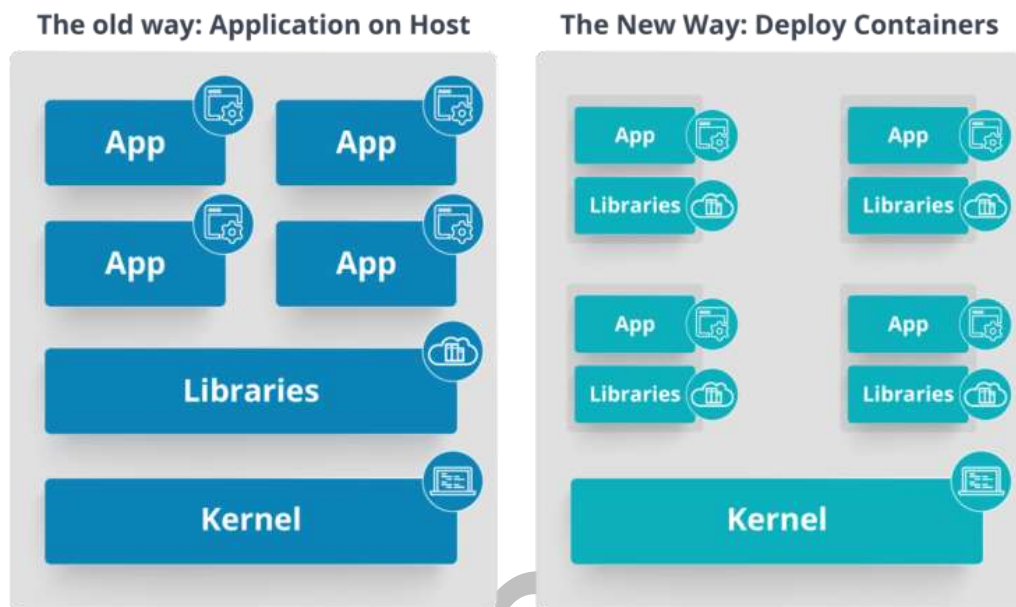 The old way: Application on Host
App
App
App
App
Libraries
Kernel
The New Way: Deploy Containers
App
Libraries
App
Libraries
App
Libraries
App
Libraries
Kernel